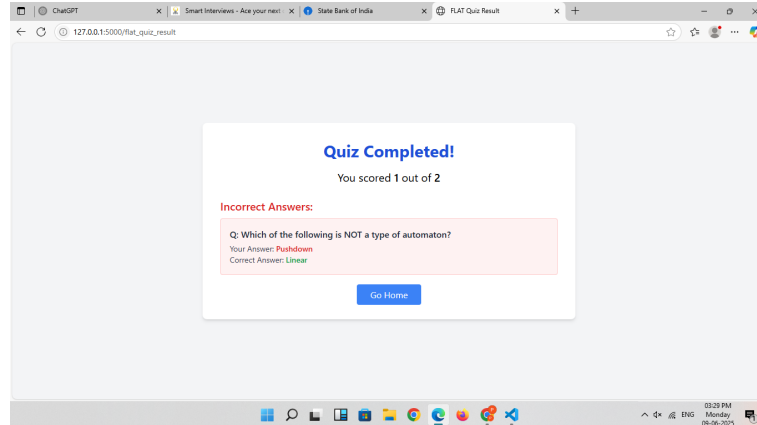 ChatGPT
Smart Interviews - Ace your next
State Bank of India
FLAT Quiz Result
127.0.0.1:5000/flat_quiz_result
Quiz Completed!
You scored 1 out of 2
Incorrect Answers:
Q: Which of the following is NOT a type of automaton?
Your Answer: Pushdown
Correct Answer: Linear
Go Home
ENG
03:29 PM
Monday
09-06-2025